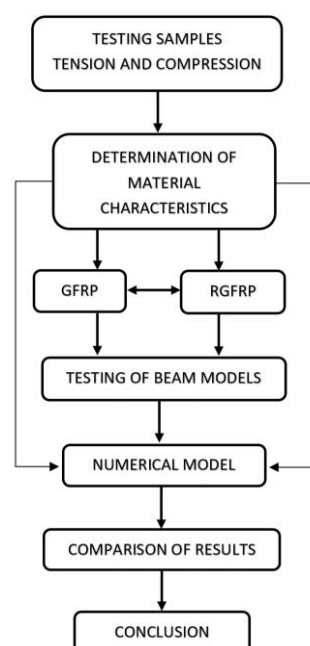 TESTING SAMPLES
TENSION AND COMPRESSION
DETERMINATION OF
MATERIAL
CHARACTERISTICS
GFRP
RGFRP
TESTING OF BEAM MODELS
NUMERICAL MODEL
COMPARISON OF RESULTS
CONCLUSION